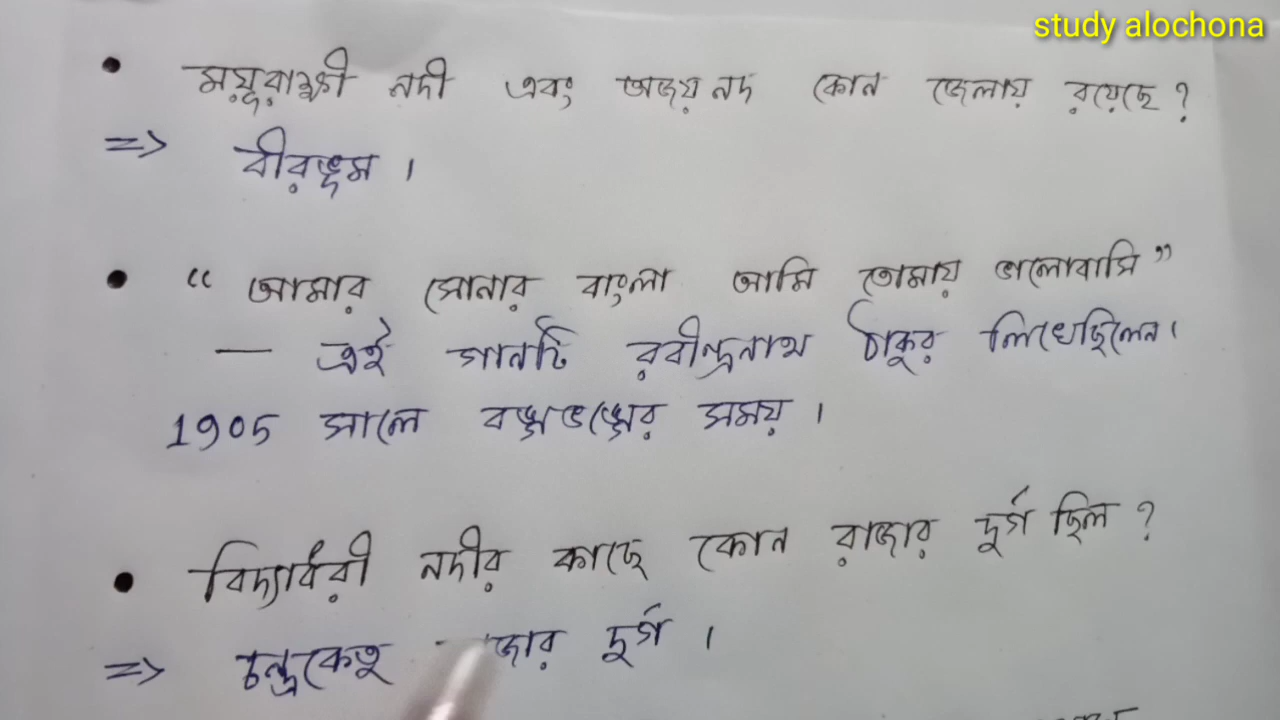 study alochona
• ময়ূরাক্ষী নদী এবং অজয় নদ কোন জেলায় রয়েছে ?
=> বীরভূম ।
• “ আমার সোনার বাংলা আমি তোমায় ভালোবাসি ”
— এই গানটি রবীন্দ্রনাথ ঠাকুর লিখেছিলেন ।
1905 সালে বঙ্গভঙ্গের সময় ।
• বিদ্যাধরী নদীর কাছে কোন রাজার দুর্গ ছিল ?
=> চন্দ্রকেতু দুর্গ ।